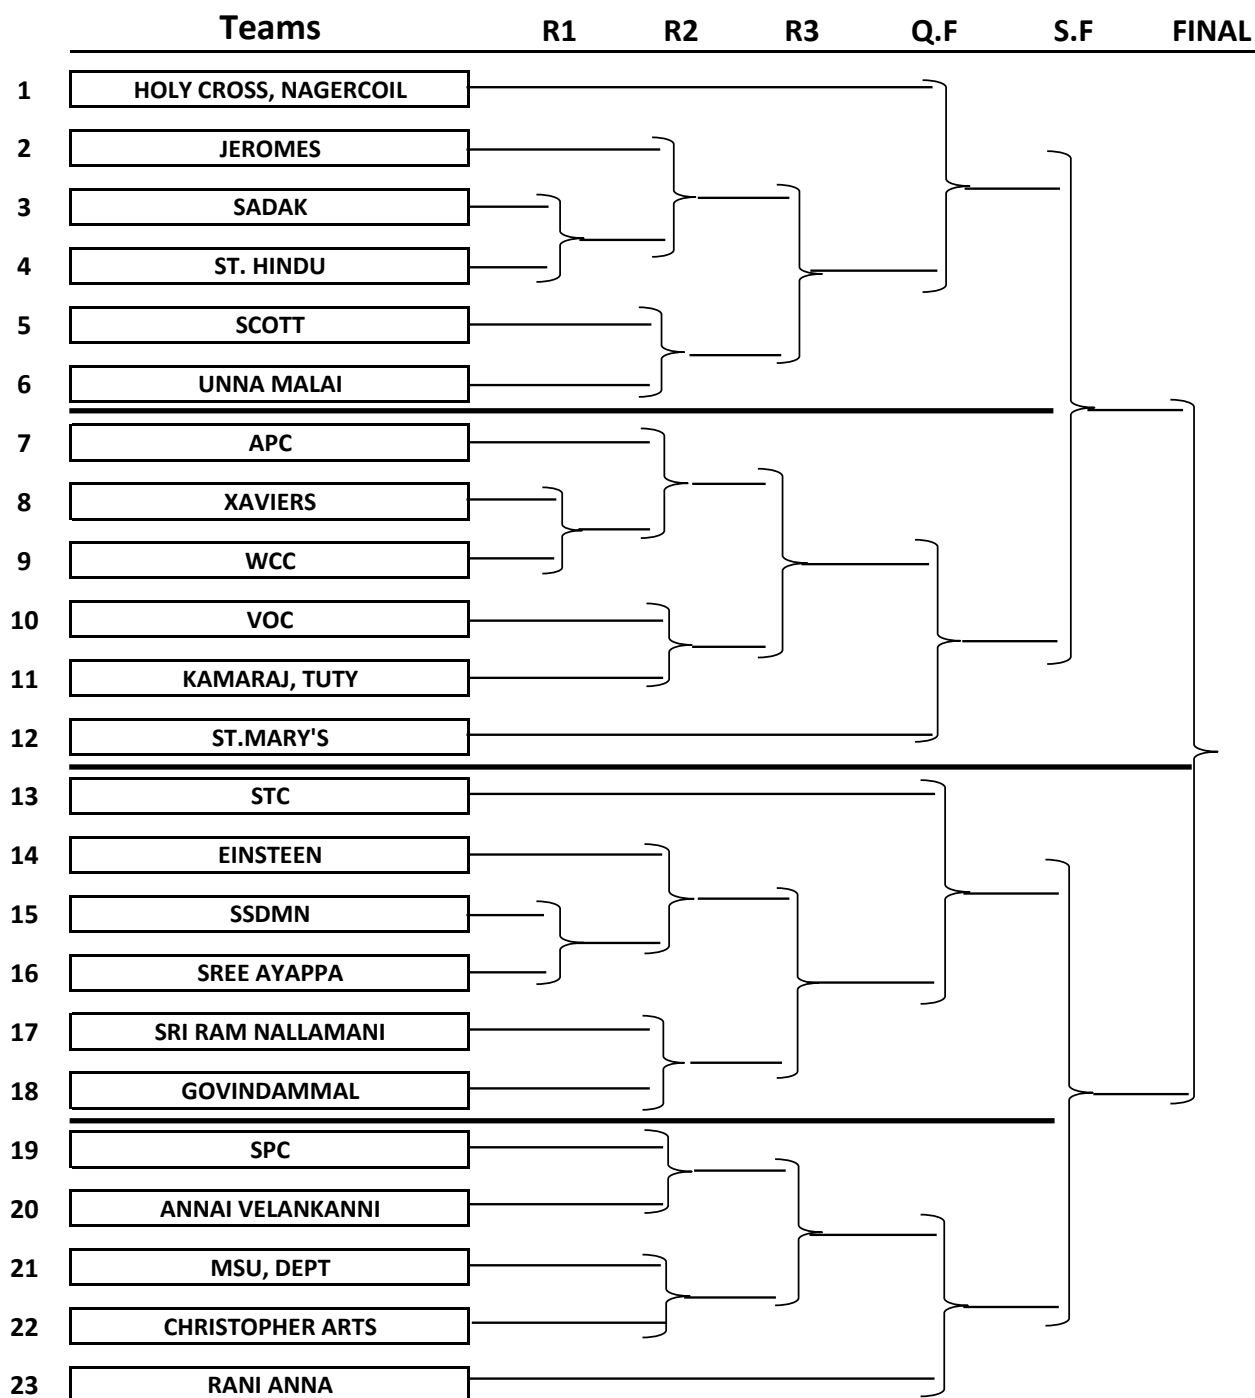 Teams R1 R2 R3 Q.F S.F FINAL
1 HOLY CROSS, NAGERCOIL
2 JEROMES
3 SADAK
4 ST. HINDU
5 SCOTT
6 UNNA MALAI
7 APC
8 XAVIERS
9 WCC
10 VOC
11 KAMARAJ, TUTY
12 ST.MARY'S
13 STC
14 EINSTEEN
15 SSDMN
16 SREE AYAPPA
17 SRI RAM NALLAMANI
18 GOVINDAMMAL
19 SPC
20 ANNAI VELANKANNI
21 MSU, DEPT
22 CHRISTOPHER ARTS
23 RANI ANNA